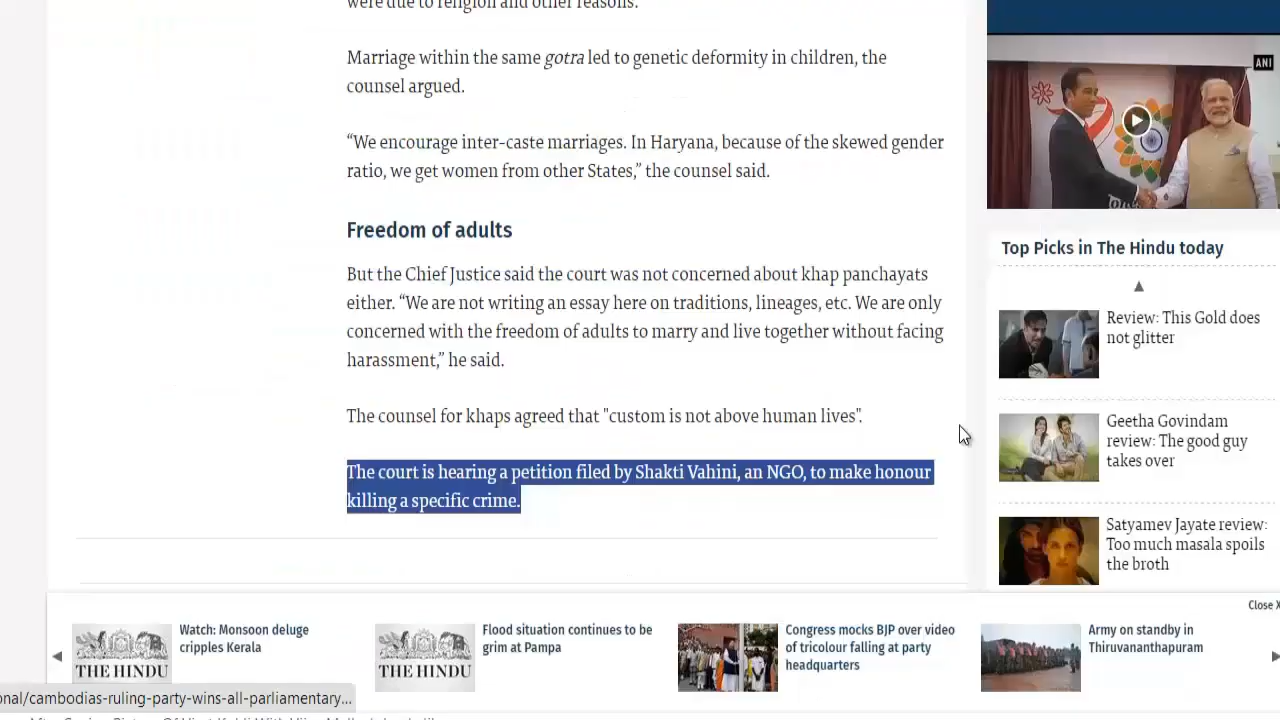 were due to religion and other reasons.
Marriage within the same gotra led to genetic deformity in children, the
counsel argued.
“We encourage inter-caste marriages. In Haryana, because of the skewed gender
ratio, we get women from other States,” the counsel said.
Freedom of adults
But the Chief Justice said the court was not concerned about khap panchayats
either. “We are not writing an essay here on traditions, lineages, etc. We are only
concerned with the freedom of adults to marry and live together without facing
harassment,” he said.
The counsel for khaps agreed that "custom is not above human lives”.
The court is hearing a petition filed by Shakti Vahini, an NGO, to make honour
killing a specific crime.
ANI
Top Picks in The Hindu today
Review: This Gold does
not glitter
Geetha Govindam
review: The good guy
takes over
Satyamev Jayate review:
Too much masala spoils
the broth
Close X
THE HINDU
Watch: Monsoon deluge
cripples Kerala
THE HINDU
Flood situation continues to
be grim at Pampa
Congress mocks BJP over video
of tricolour falling at party
headquarters
Army on standby in
Thiruvananthapuram
onal/cambodias-ruling-party-wins-all-parliamentary...